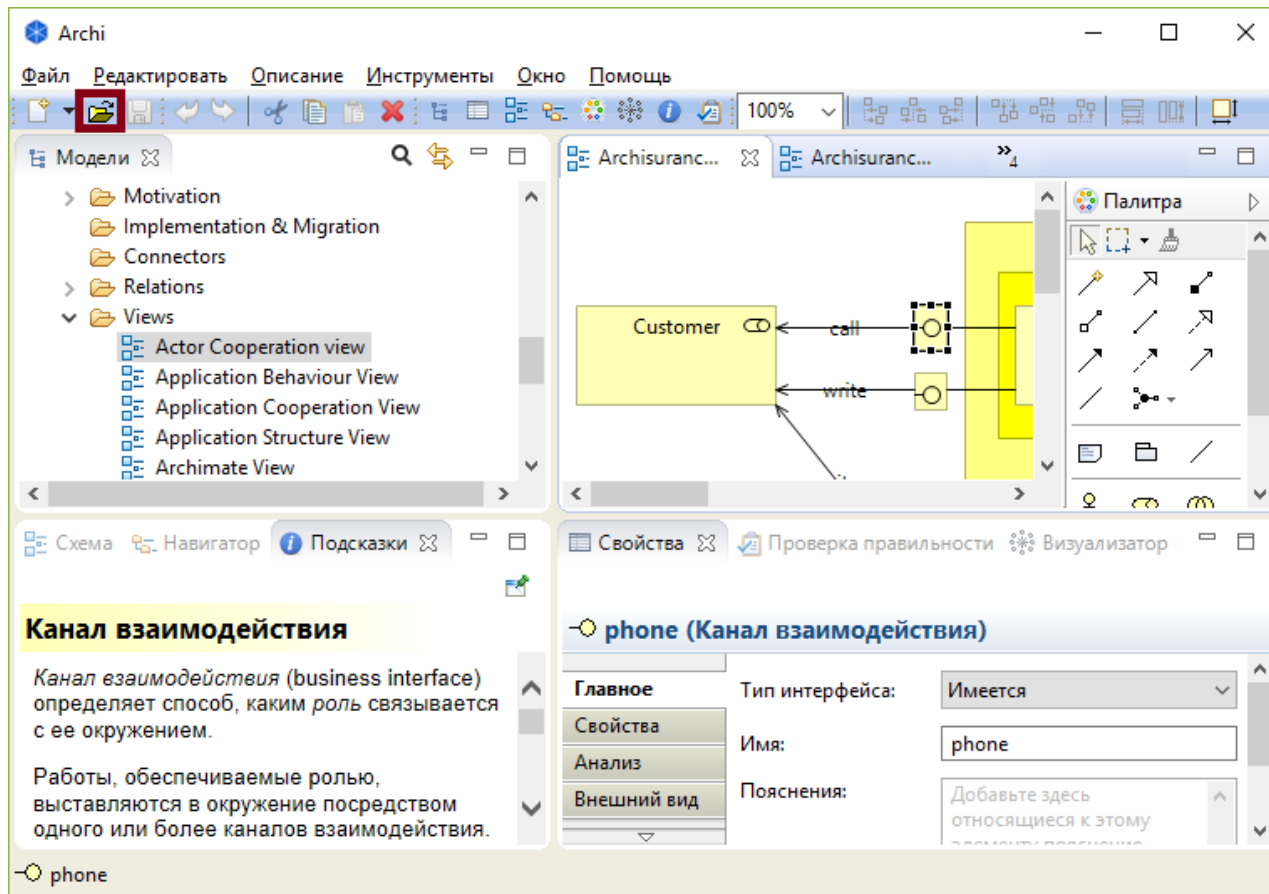 Archi
Файл Редактировать Описание Инструменты Окно Помощь
100%
Модели
Motivation
Implementation & Migration
Connectors
Relations
Views
Actor Cooperation view
Application Behaviour View
Application Cooperation View
Application Structure View
Archimate View
Archisuranc... Archisuranc... »4
Customer
call
write
Палитра
Схема Навигатор Подсказки
Канал взаимодействия
Канал взаимодействия (business interface)
определяет способ, каким роль связывается
с ее окружением.
Работы, обеспечиваемые ролью,
выставляются в окружение посредством
одного или более каналов взаимодействия.
Свойства Проверка правильности Визуализатор
phone (Канал взаимодействия)
Главное
Свойства
Анализ
Внешний вид
Тип интерфейса: Имеется
Имя: phone
Пояснения: Добавьте здесь
относящиеся к этому
phone